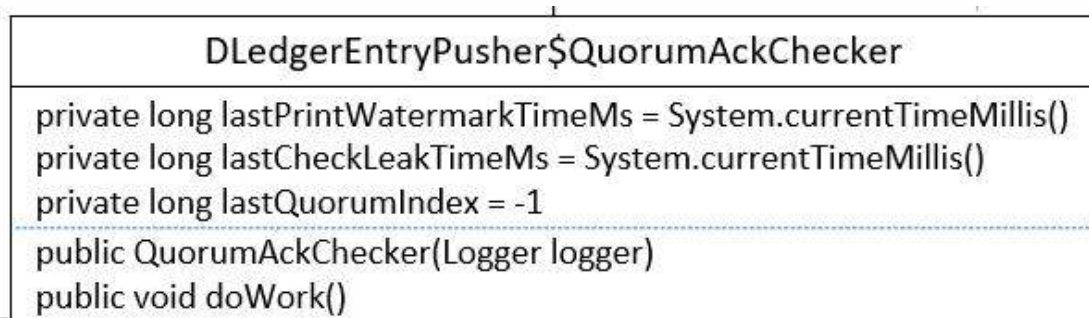 DLedgerEntryPusher$QuorumAckChecker
private long lastPrintWatermarkTimeMs = System.currentTimeMillis()
private long lastCheckLeakTimeMs = System.currentTimeMillis()
private long lastQuorumIndex = -1
public QuorumAckChecker(Logger logger)
public void doWork()